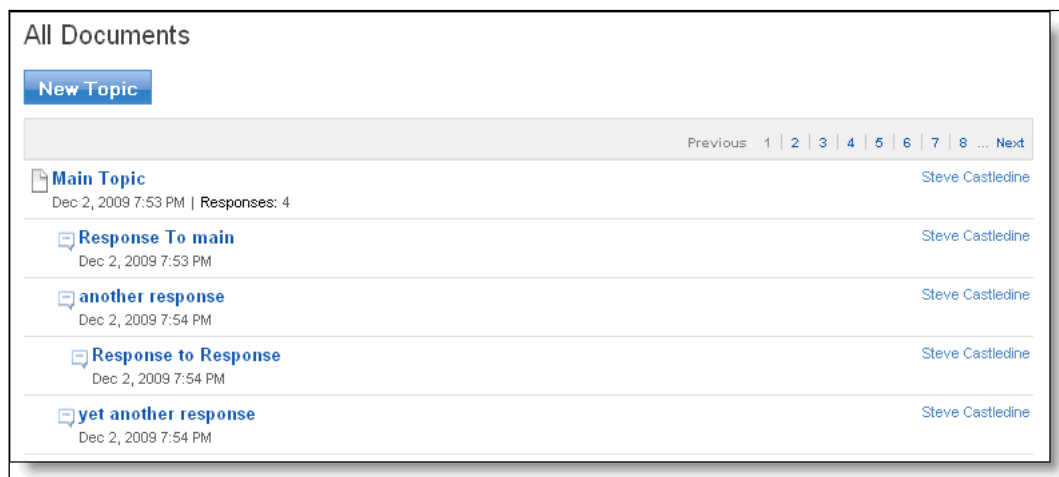 All Documents
New Topic
Previous 1 | 2 | 3 | 4 | 5 | 6 | 7 | 8 ... Next
Main Topic Steve Castledine
Dec 2, 2009 7:53 PM | Responses: 4
Response To main Steve Castledine
Dec 2, 2009 7:53 PM
another response Steve Castledine
Dec 2, 2009 7:54 PM
Response to Response Steve Castledine
Dec 2, 2009 7:54 PM
yet another response Steve Castledine
Dec 2, 2009 7:54 PM